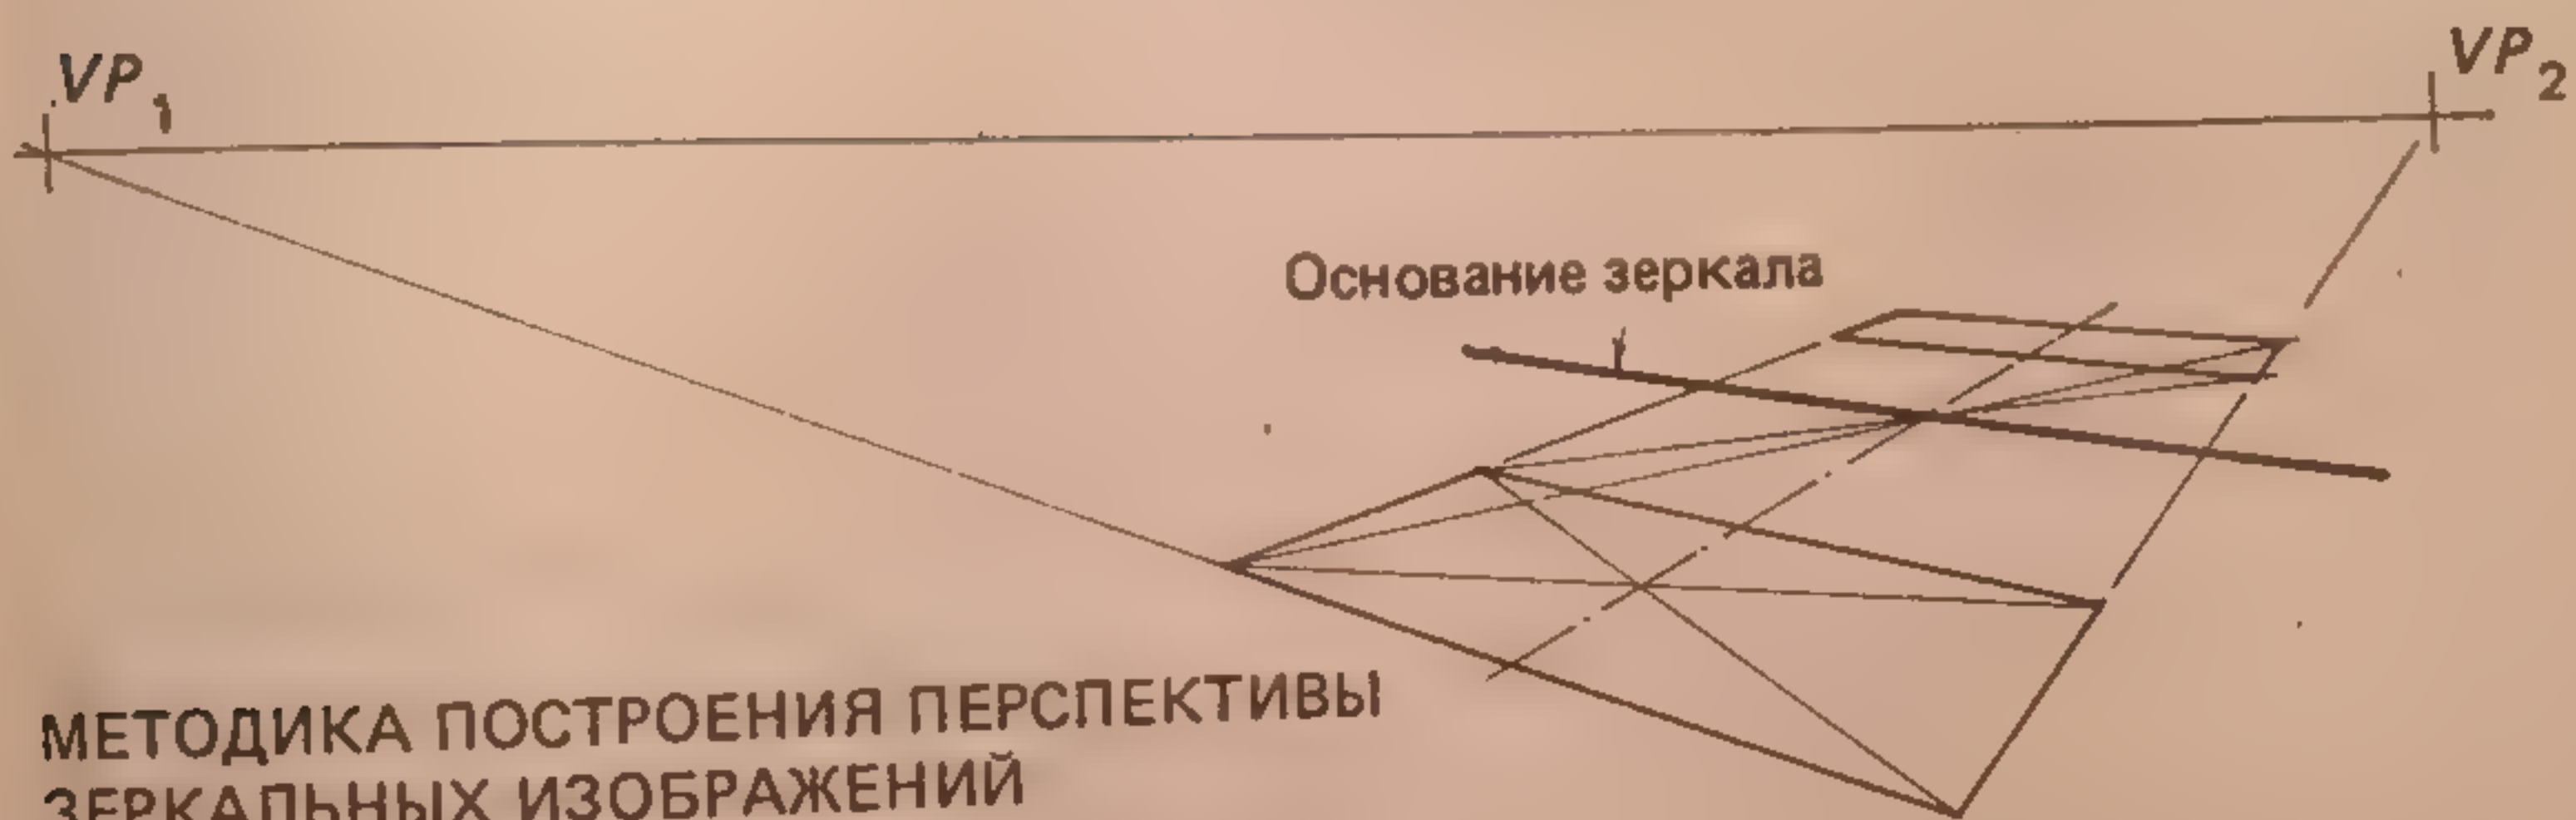 VP₁
VP₂
Основание зеркала
МЕТОДИКА ПОСТРОЕНИЯ ПЕРСПЕКТИВЫ
ЗЕРКАЛЬНЫХ ИЗОБРАЖЕНИЙ